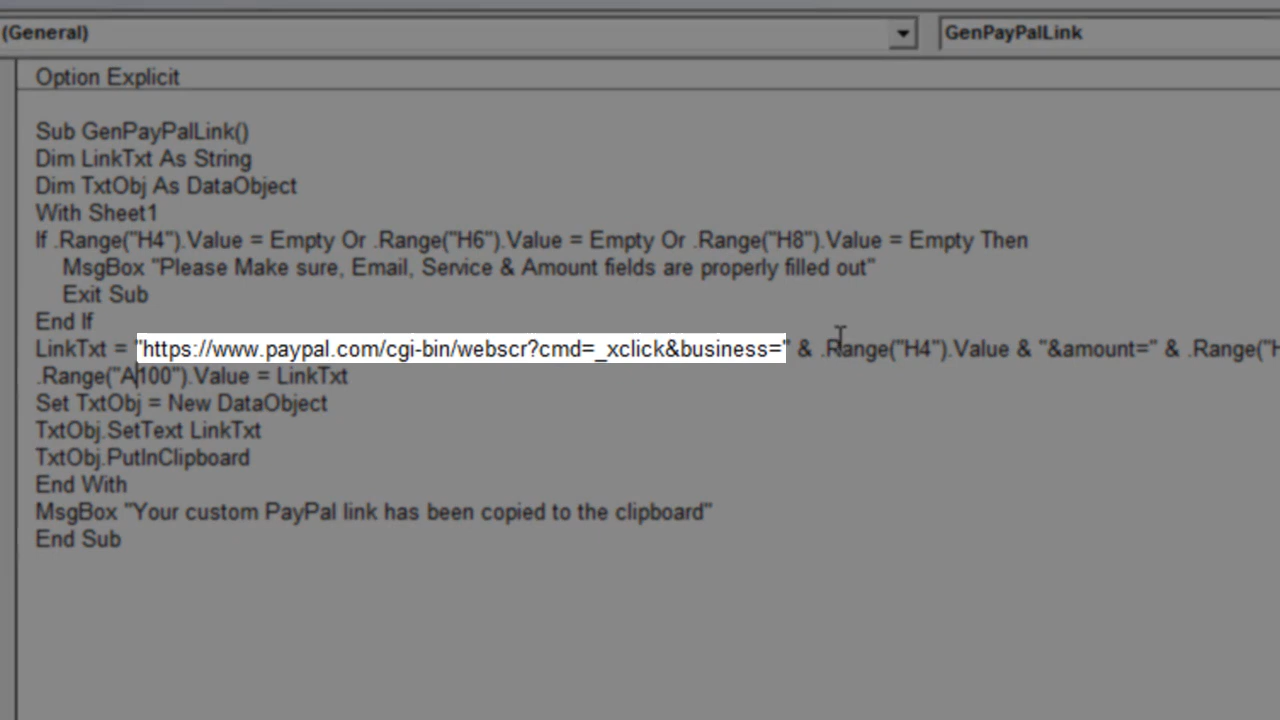 (General) GenPayPalLink
Option Explicit
Sub GenPayPalLink()
Dim LinkTxt As String
Dim TxtObj As DataObject
With Sheet1
If .Range("H4").Value = Empty Or .Range("H6").Value = Empty Or .Range("H8").Value = Empty Then
MsgBox "Please Make sure, Email, Service & Amount fields are properly filled out"
Exit Sub
End If
LinkTxt = "https://www.paypal.com/cgi-bin/webscr?cmd=_xclick&business=" & .Range("H4").Value & "&amount=" & .Range("H
.Range("A100").Value = LinkTxt
Set TxtObj = New DataObject
TxtObj.SetText LinkTxt
TxtObj.PutInClipboard
End With
MsgBox "Your custom PayPal link has been copied to the clipboard"
End Sub